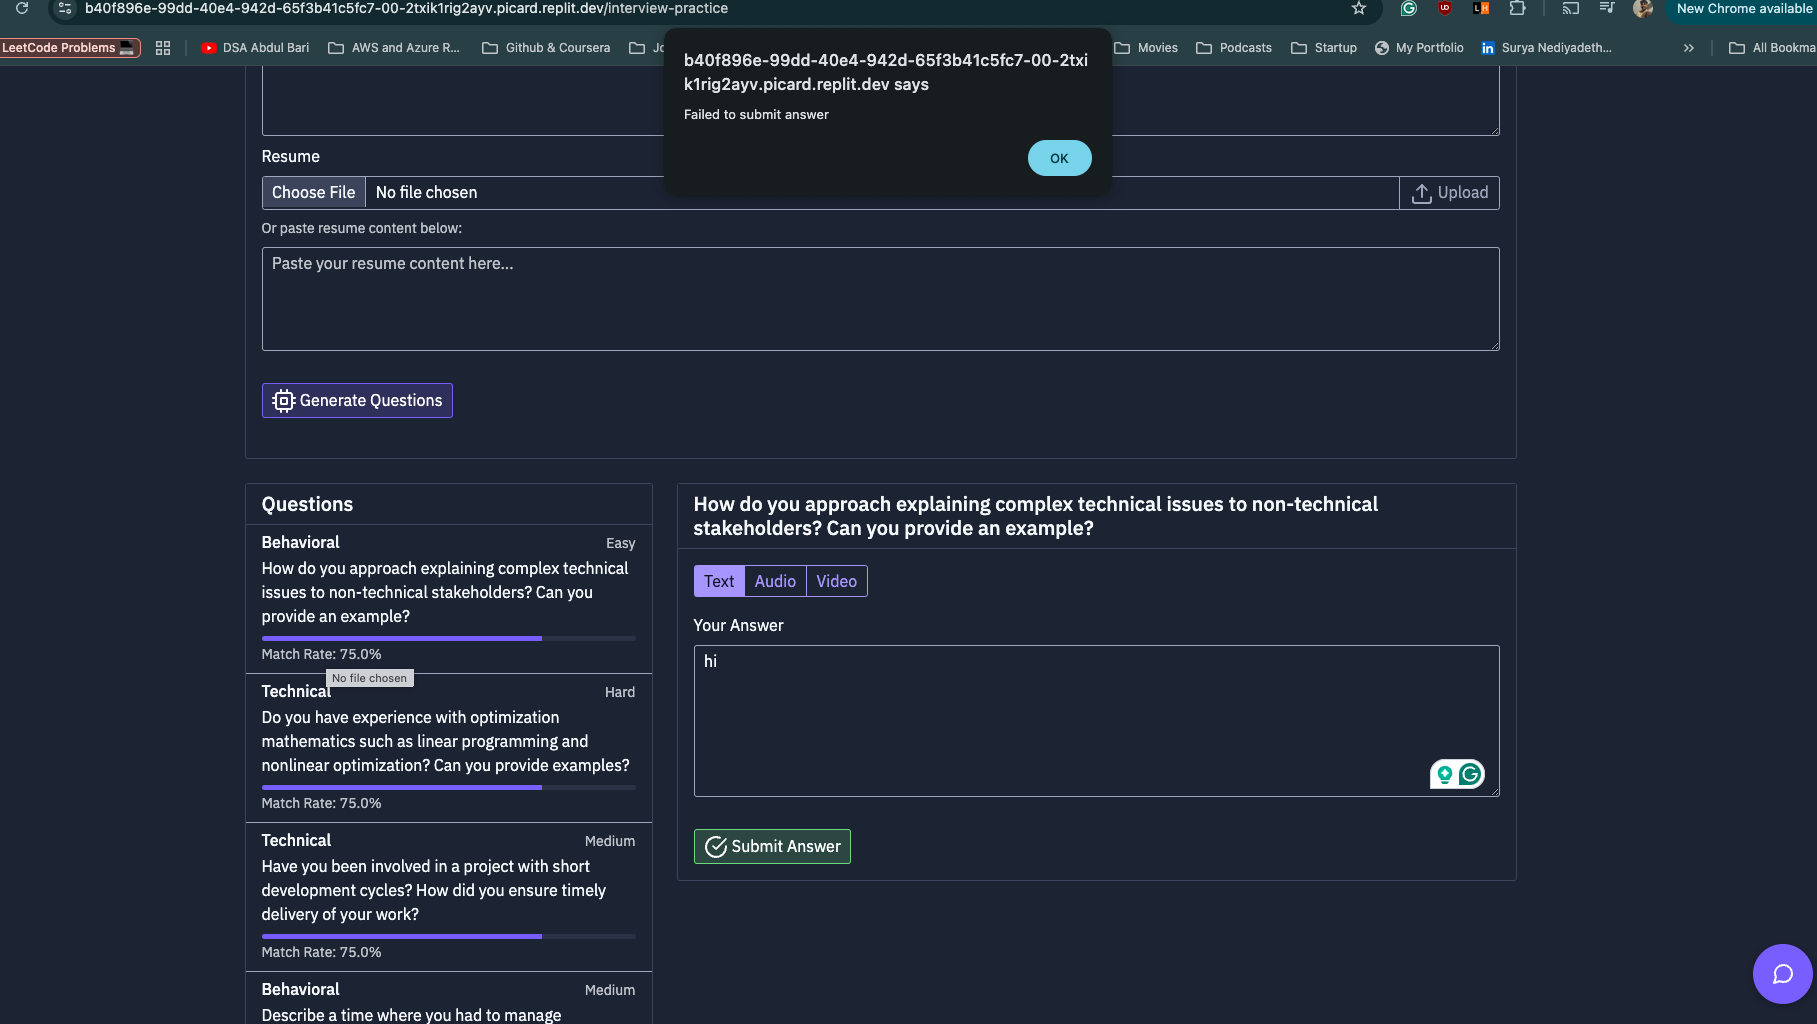 b40f896e-99dd-40e4-942d-65f3b41c5fc7-00-2txik1rig2ayv.picard.replit.dev/interview-practice
New Chrome available
LeetCode Problems
DSA Abdul Bari
AWS and Azure R...
Github & Coursera
Jo
Movies
Podcasts
Startup
My Portfolio
Surya Nediyadeth...
All Bookma
b40f896e-99dd-40e4-942d-65f3b41c5fc7-00-2txi
k1rig2ayv.picard.replit.dev says
Failed to submit answer
OK
Resume
Choose File No file chosen
Upload
Or paste resume content below:
Paste your resume content here...
Generate Questions
Questions
Behavioral
Easy
How do you approach explaining complex technical
issues to non-technical stakeholders? Can you
provide an example?
Match Rate: 75.0%
No file chosen
Technical
Hard
Do you have experience with optimization
mathematics such as linear programming and
nonlinear optimization? Can you provide examples?
Match Rate: 75.0%
Technical
Medium
Have you been involved in a project with short
development cycles? How did you ensure timely
delivery of your work?
Match Rate: 75.0%
Behavioral
Medium
Describe a time where you had to manage
How do you approach explaining complex technical issues to non-technical
stakeholders? Can you provide an example?
Text
Audio
Video
Your Answer
hi
Submit Answer